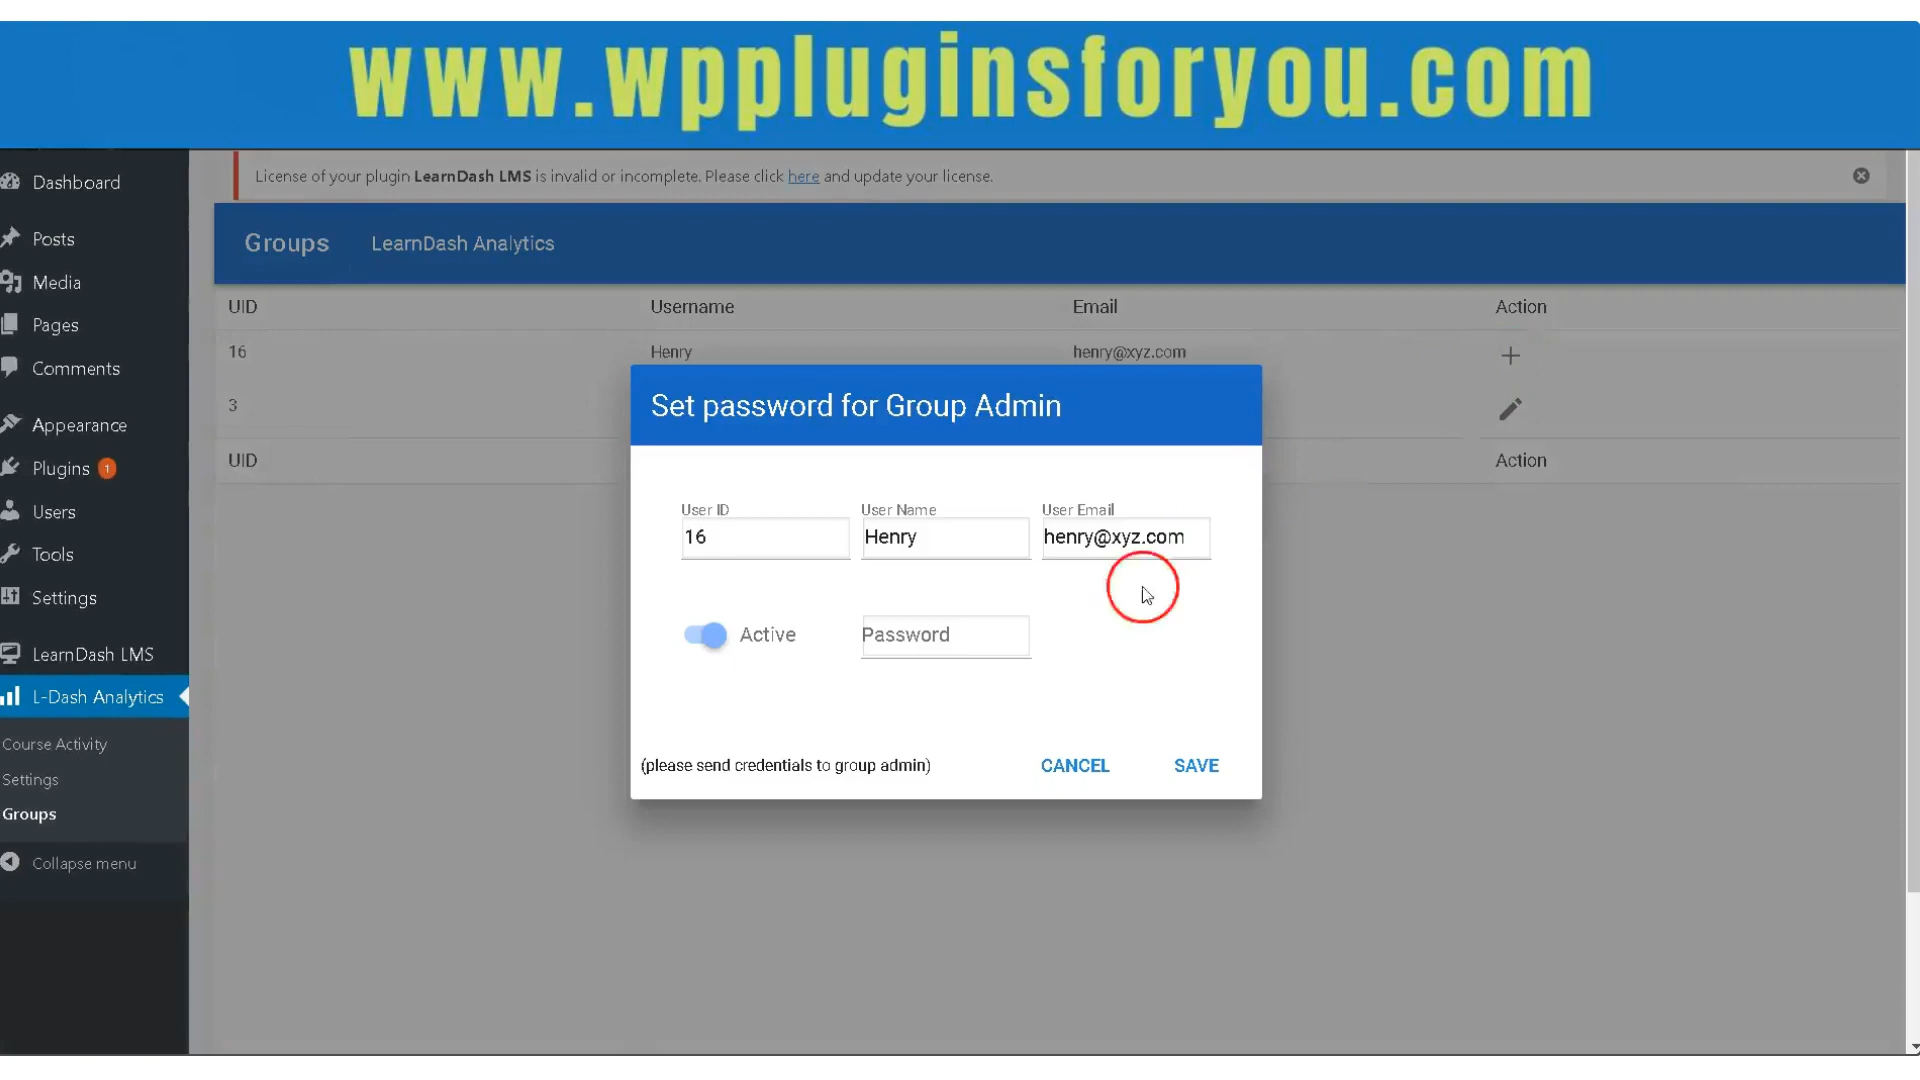 www.wppluginsforyou.com
License of your plugin LearnDash LMS is invalid or incomplete. Please click here and update your license.
Dashboard
Posts
Media
Pages
Comments
Appearance
Plugins 1
Users
Tools
Settings
LearnDash LMS
L-Dash Analytics
Course Activity
Settings
Groups
Collapse menu
Groups LearnDash Analytics
UID Username Email Action
16 Henry henry@xyz.com
3
UID Action
Set password for Group Admin
User ID User Name User Email
16 Henry henry@xyz.com
Active Password
(please send credentials to group admin) CANCEL SAVE